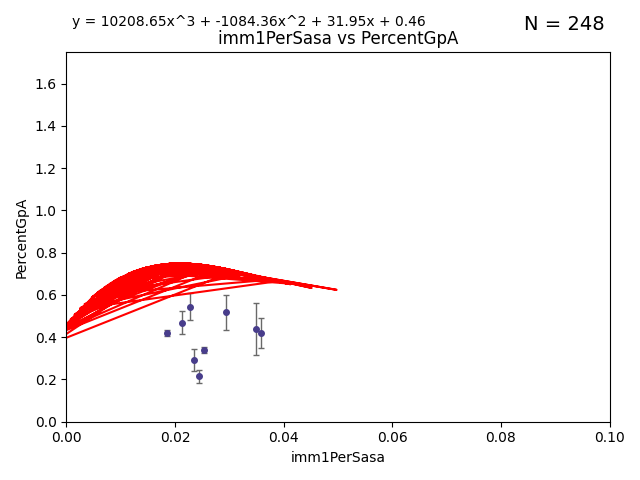 y = 10208.65x^3 + -1084.36x^2 + 31.95x + 0.46
N = 248
imm1PerSasa vs PercentGpA
1.6
1.4
1.2
1.0
0.8
0.6
0.4
0.2
0.0
PercentGpA
0.00 0.02 0.04 0.06 0.08 0.10
imm1PerSasa